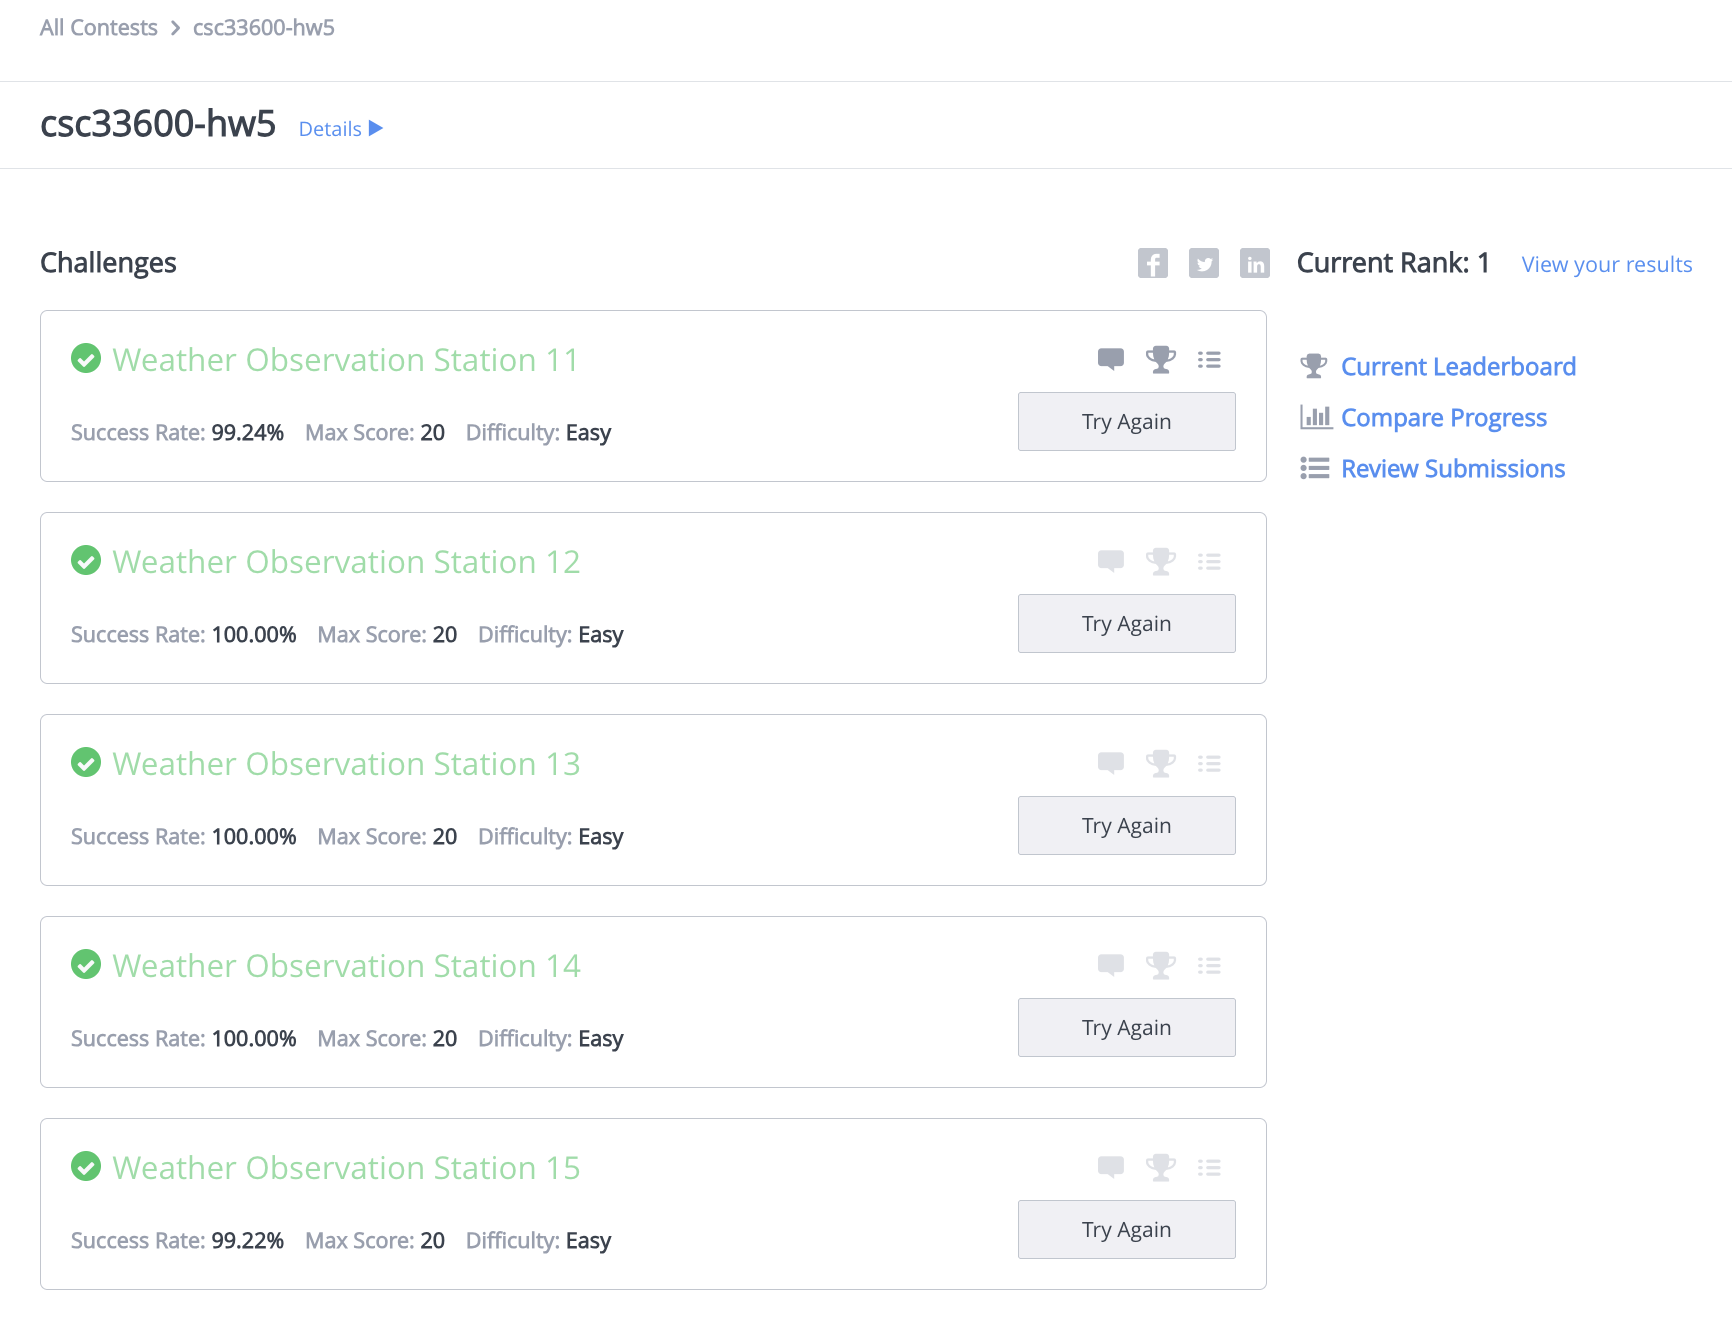 All Contests > csc33600-hw5
csc33600-hw5 Details ▶
Challenges
Current Rank: 1 View your results
Weather Observation Station 11
Success Rate: 99.24% Max Score: 20 Difficulty: Easy
Try Again
Current Leaderboard
Compare Progress
Review Submissions
Weather Observation Station 12
Success Rate: 100.00% Max Score: 20 Difficulty: Easy
Try Again
Weather Observation Station 13
Success Rate: 100.00% Max Score: 20 Difficulty: Easy
Try Again
Weather Observation Station 14
Success Rate: 100.00% Max Score: 20 Difficulty: Easy
Try Again
Weather Observation Station 15
Success Rate: 99.22% Max Score: 20 Difficulty: Easy
Try Again